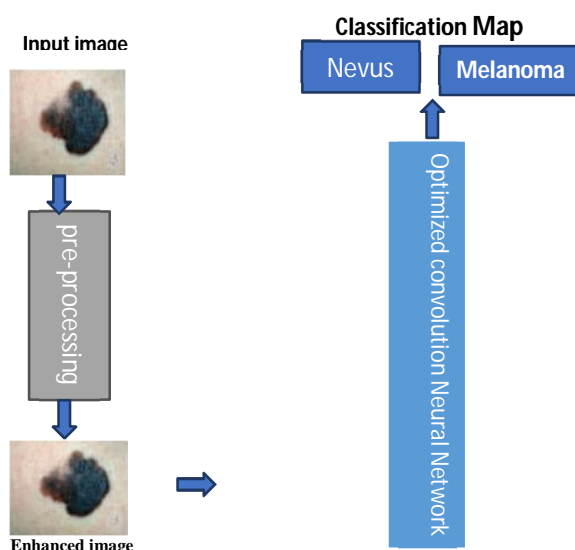 Input image
pre-processing
Enhanced image
Classification Map
Nevus
Melanoma
Optimized convolution Neural Network